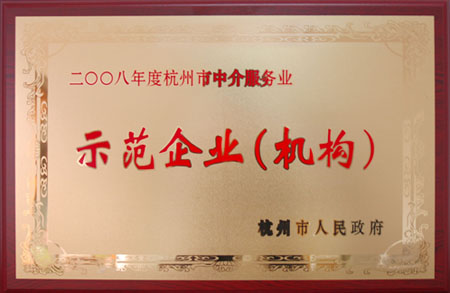 二〇〇八年度杭州市中介服务业
示范企业(机构)
杭州市人民政府